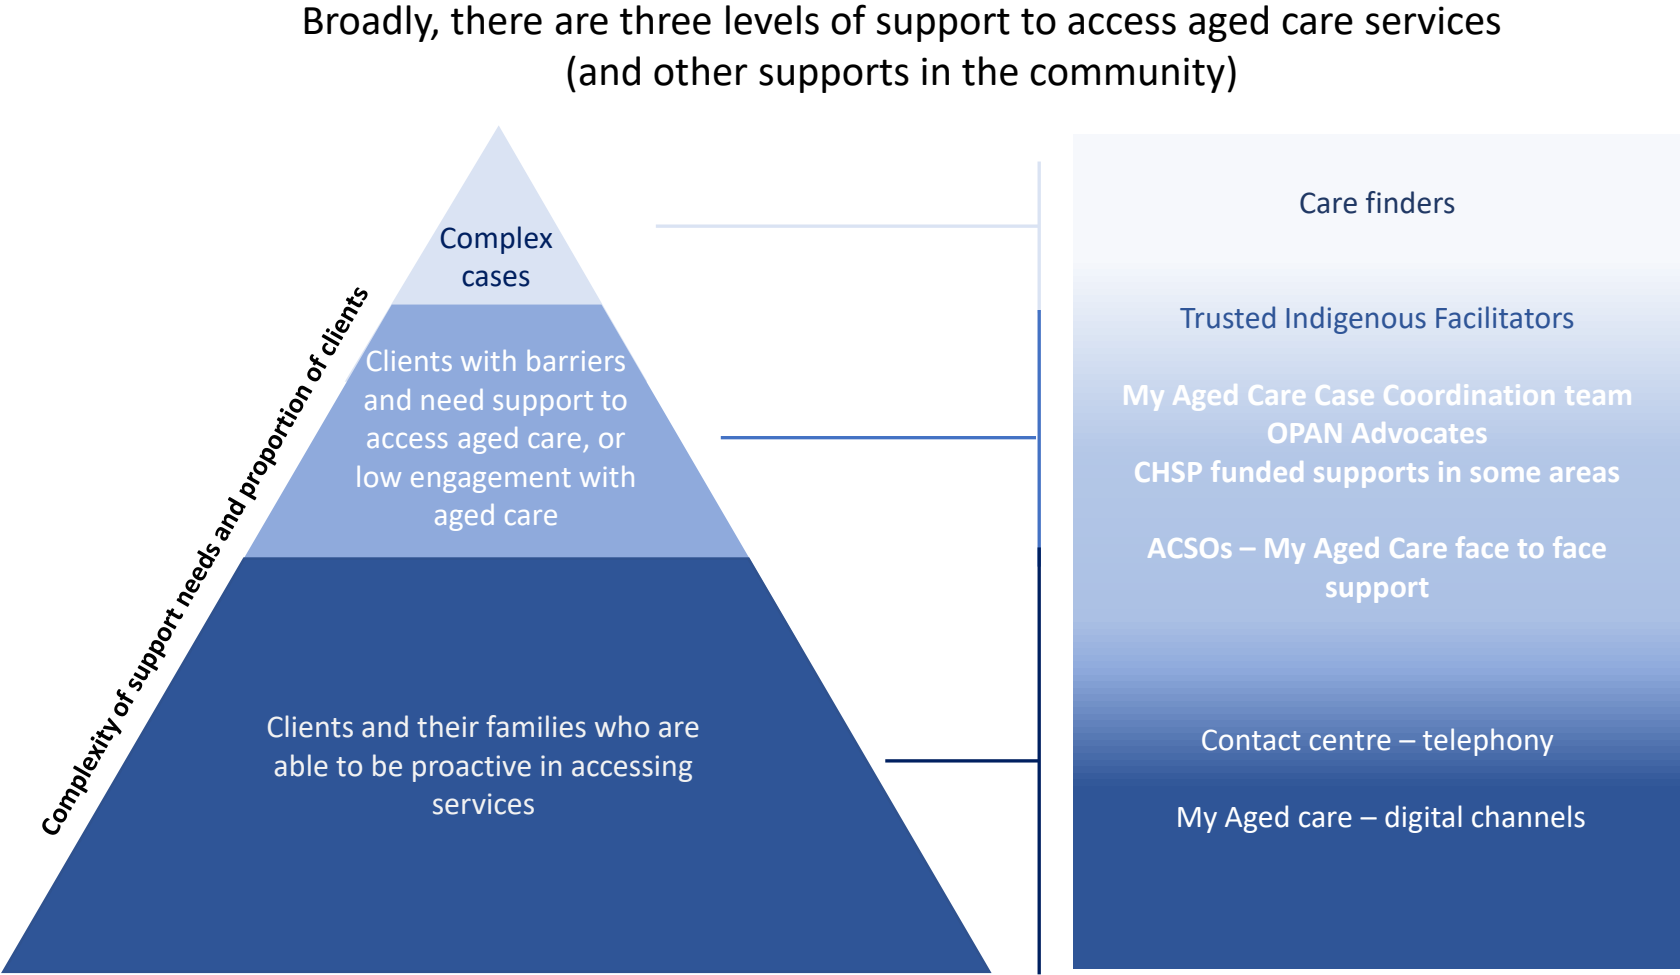 Broadly, there are three levels of support to access aged care services
(and other supports in the community)
Complexity of support needs and proportion of clients
Complex
cases
Clients with barriers
and need support to
access aged care, or
low engagement with
aged care
Clients and their families who are
able to be proactive in accessing
services
Care finders
Trusted Indigenous Facilitators
My Aged Care Case Coordination team
OPAN Advocates
CHSP funded supports in some areas
ACSOs – My Aged Care face to face
support
Contact centre – telephony
My Aged care – digital channels